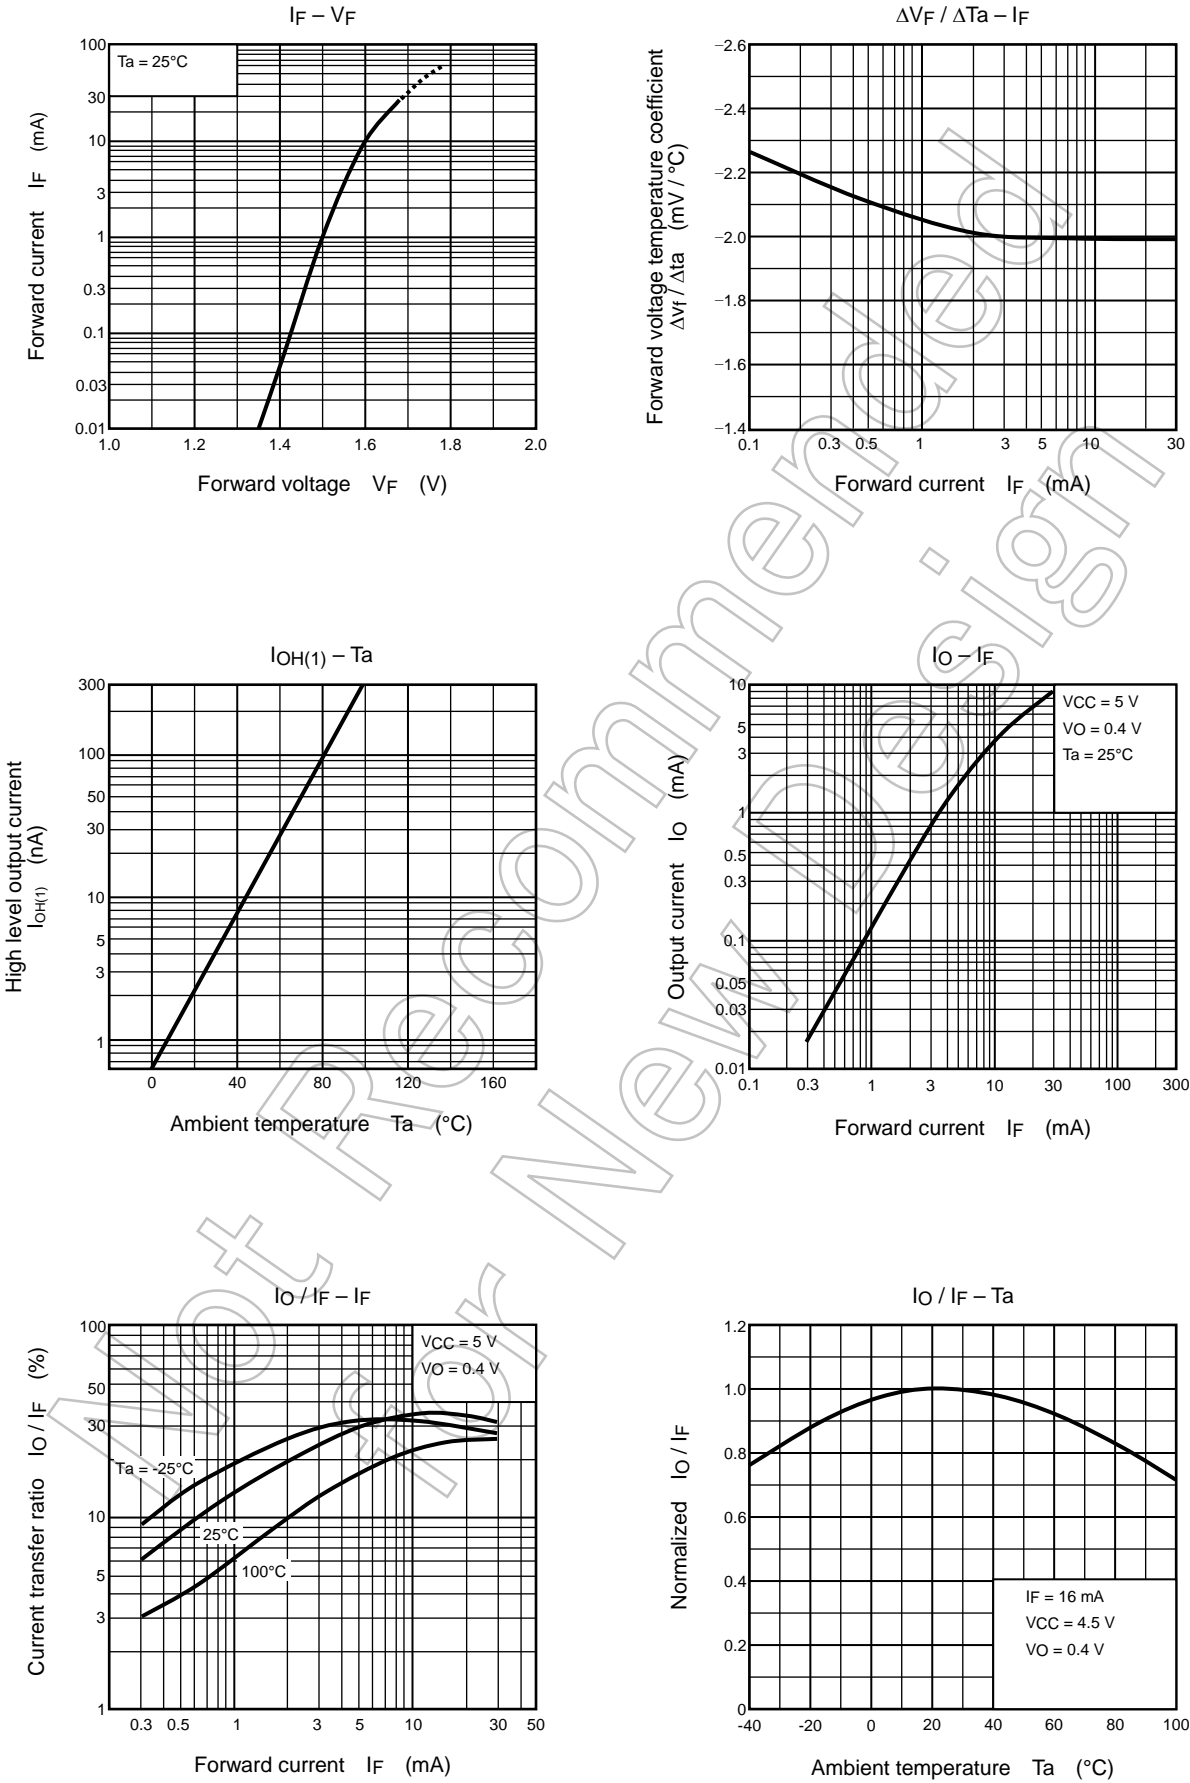 IF – VF
Ta = 25°C
Forward current IF (mA)
100
30
10
3
1
0.3
0.1
0.03
0.01
1.0 1.2 1.4 1.6 1.8 2.0
Forward voltage VF (V)
ΔVF / ΔTa – IF
Forward voltage temperature coefficient
Δvf / Δta (mV / °C)
−2.6
−2.4
−2.2
−2.0
−1.8
−1.6
−1.4
0.1 0.3 0.5 1 3 5 10 30
Forward current IF (mA)
IOH(1) – Ta
High level output current
IOH(1) (nA)
300
100
50
30
10
5
3
1
0 40 80 120 160
Ambient temperature Ta (°C)
IO – IF
VCC = 5 V
VO = 0.4 V
Ta = 25°C
Output current IO (mA)
10
5
3
1
0.5
0.3
0.1
0.05
0.03
0.01
0.1 0.3 1 3 10 30 100 300
Forward current IF (mA)
IO / IF – IF
VCC = 5 V
VO = 0.4 V
Current transfer ratio IO / IF (%)
100
50
30
10
5
3
1
Ta = -25°C
25°C
100°C
0.3 0.5 1 3 5 10 30 50
Forward current IF (mA)
IO / IF – Ta
Normalized IO / IF
1.2
1.0
0.8
0.6
0.4
0.2
0
IF = 16 mA
VCC = 4.5 V
VO = 0.4 V
-40 -20 0 20 40 60 80 100
Ambient temperature Ta (°C)
Not Recommended
for New Design